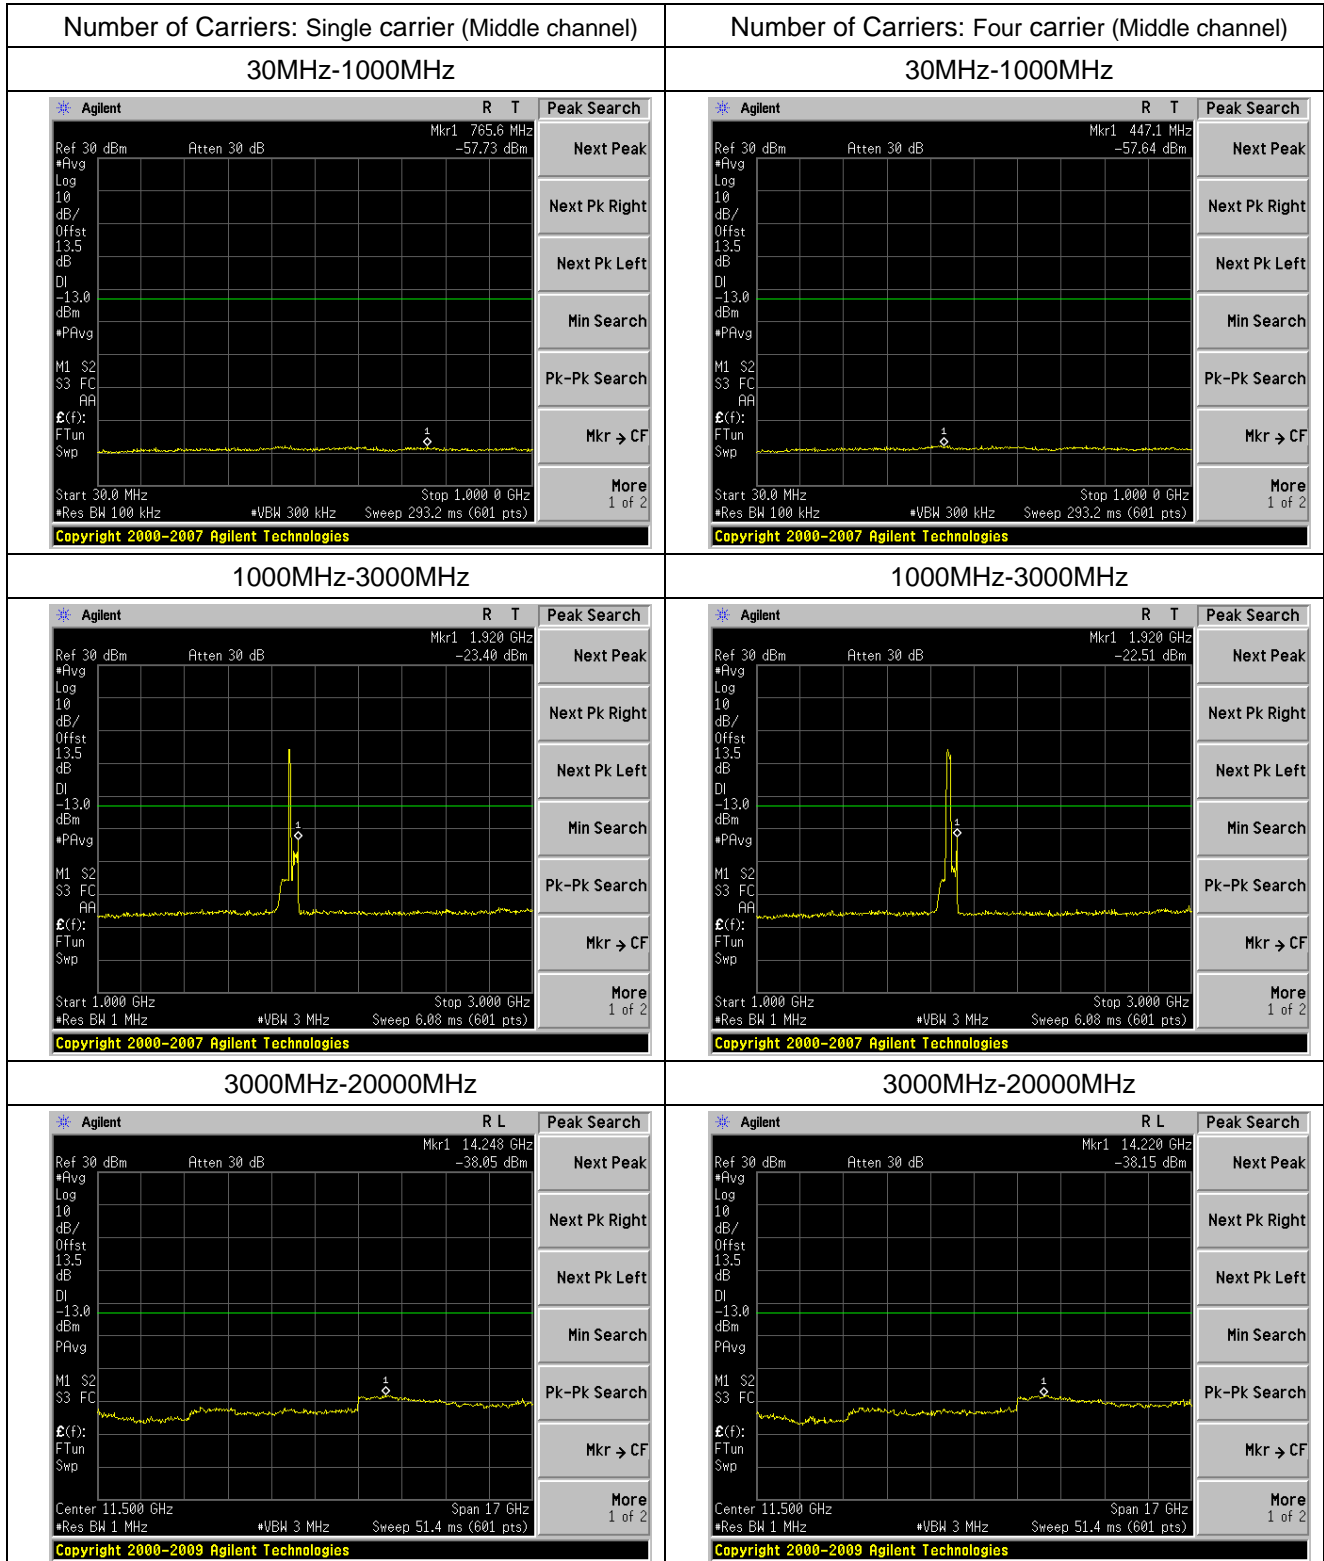 Number of Carriers: Single carrier (Middle channel)
Number of Carriers: Four carrier (Middle channel)
30MHz-1000MHz
30MHz-1000MHz
Agilent R T Peak Search
Mkr1 765.6 MHz
Ref 30 dBm Atten 30 dB -57.73 dBm
#Avg
Log
10
dB/
Offst
13.5
dB
DI
-13.0
dBm
#PAvg
M1 S2
S3 FC
AA
£(f):
FTun
Swp
1
Start 30.0 MHz Stop 1.000 0 GHz
#Res BW 100 kHz #VBW 300 kHz Sweep 293.2 ms (601 pts)
Copyright 2000-2007 Agilent Technologies
Next Peak
Next Pk Right
Next Pk Left
Min Search
Pk-Pk Search
Mkr → CF
More
1 of 2
Agilent R T Peak Search
Mkr1 447.1 MHz
Ref 30 dBm Atten 30 dB -57.64 dBm
#Avg
Log
10
dB/
Offst
13.5
dB
DI
-13.0
dBm
#PAvg
M1 S2
S3 FC
AA
£(f):
FTun
Swp
1
Start 30.0 MHz Stop 1.000 0 GHz
#Res BW 100 kHz #VBW 300 kHz Sweep 293.2 ms (601 pts)
Copyright 2000-2007 Agilent Technologies
Next Peak
Next Pk Right
Next Pk Left
Min Search
Pk-Pk Search
Mkr → CF
More
1 of 2
1000MHz-3000MHz
1000MHz-3000MHz
Agilent R T Peak Search
Mkr1 1.920 GHz
Ref 30 dBm Atten 30 dB -23.40 dBm
#Avg
Log
10
dB/
Offst
13.5
dB
DI
-13.0
dBm
#PAvg
M1 S2
S3 FC
AA
£(f):
FTun
Swp
1
Start 1.000 GHz Stop 3.000 GHz
#Res BW 1 MHz #VBW 3 MHz Sweep 6.08 ms (601 pts)
Copyright 2000-2007 Agilent Technologies
Next Peak
Next Pk Right
Next Pk Left
Min Search
Pk-Pk Search
Mkr → CF
More
1 of 2
Agilent R T Peak Search
Mkr1 1.920 GHz
Ref 30 dBm Atten 30 dB -22.51 dBm
#Avg
Log
10
dB/
Offst
13.5
dB
DI
-13.0
dBm
#PAvg
M1 S2
S3 FC
AA
£(f):
FTun
Swp
1
Start 1.000 GHz Stop 3.000 GHz
#Res BW 1 MHz #VBW 3 MHz Sweep 6.08 ms (601 pts)
Copyright 2000-2007 Agilent Technologies
Next Peak
Next Pk Right
Next Pk Left
Min Search
Pk-Pk Search
Mkr → CF
More
1 of 2
3000MHz-20000MHz
3000MHz-20000MHz
Agilent R L Peak Search
Mkr1 14.248 GHz
Ref 30 dBm Atten 30 dB -38.05 dBm
#Avg
Log
10
dB/
Offst
13.5
dB
DI
-13.0
dBm
PAvg
M1 S2
S3 FC
£(f):
FTun
Swp
1
Center 11.500 GHz Span 17 GHz
#Res BW 1 MHz #VBW 3 MHz Sweep 51.4 ms (601 pts)
Copyright 2000-2009 Agilent Technologies
Next Peak
Next Pk Right
Next Pk Left
Min Search
Pk-Pk Search
Mkr → CF
More
1 of 2
Agilent R L Peak Search
Mkr1 14.220 GHz
Ref 30 dBm Atten 30 dB -38.15 dBm
#Avg
Log
10
dB/
Offst
13.5
dB
DI
-13.0
dBm
PAvg
M1 S2
S3 FC
£(f):
FTun
Swp
1
Center 11.500 GHz Span 17 GHz
#Res BW 1 MHz #VBW 3 MHz Sweep 51.4 ms (601 pts)
Copyright 2000-2009 Agilent Technologies
Next Peak
Next Pk Right
Next Pk Left
Min Search
Pk-Pk Search
Mkr → CF
More
1 of 2